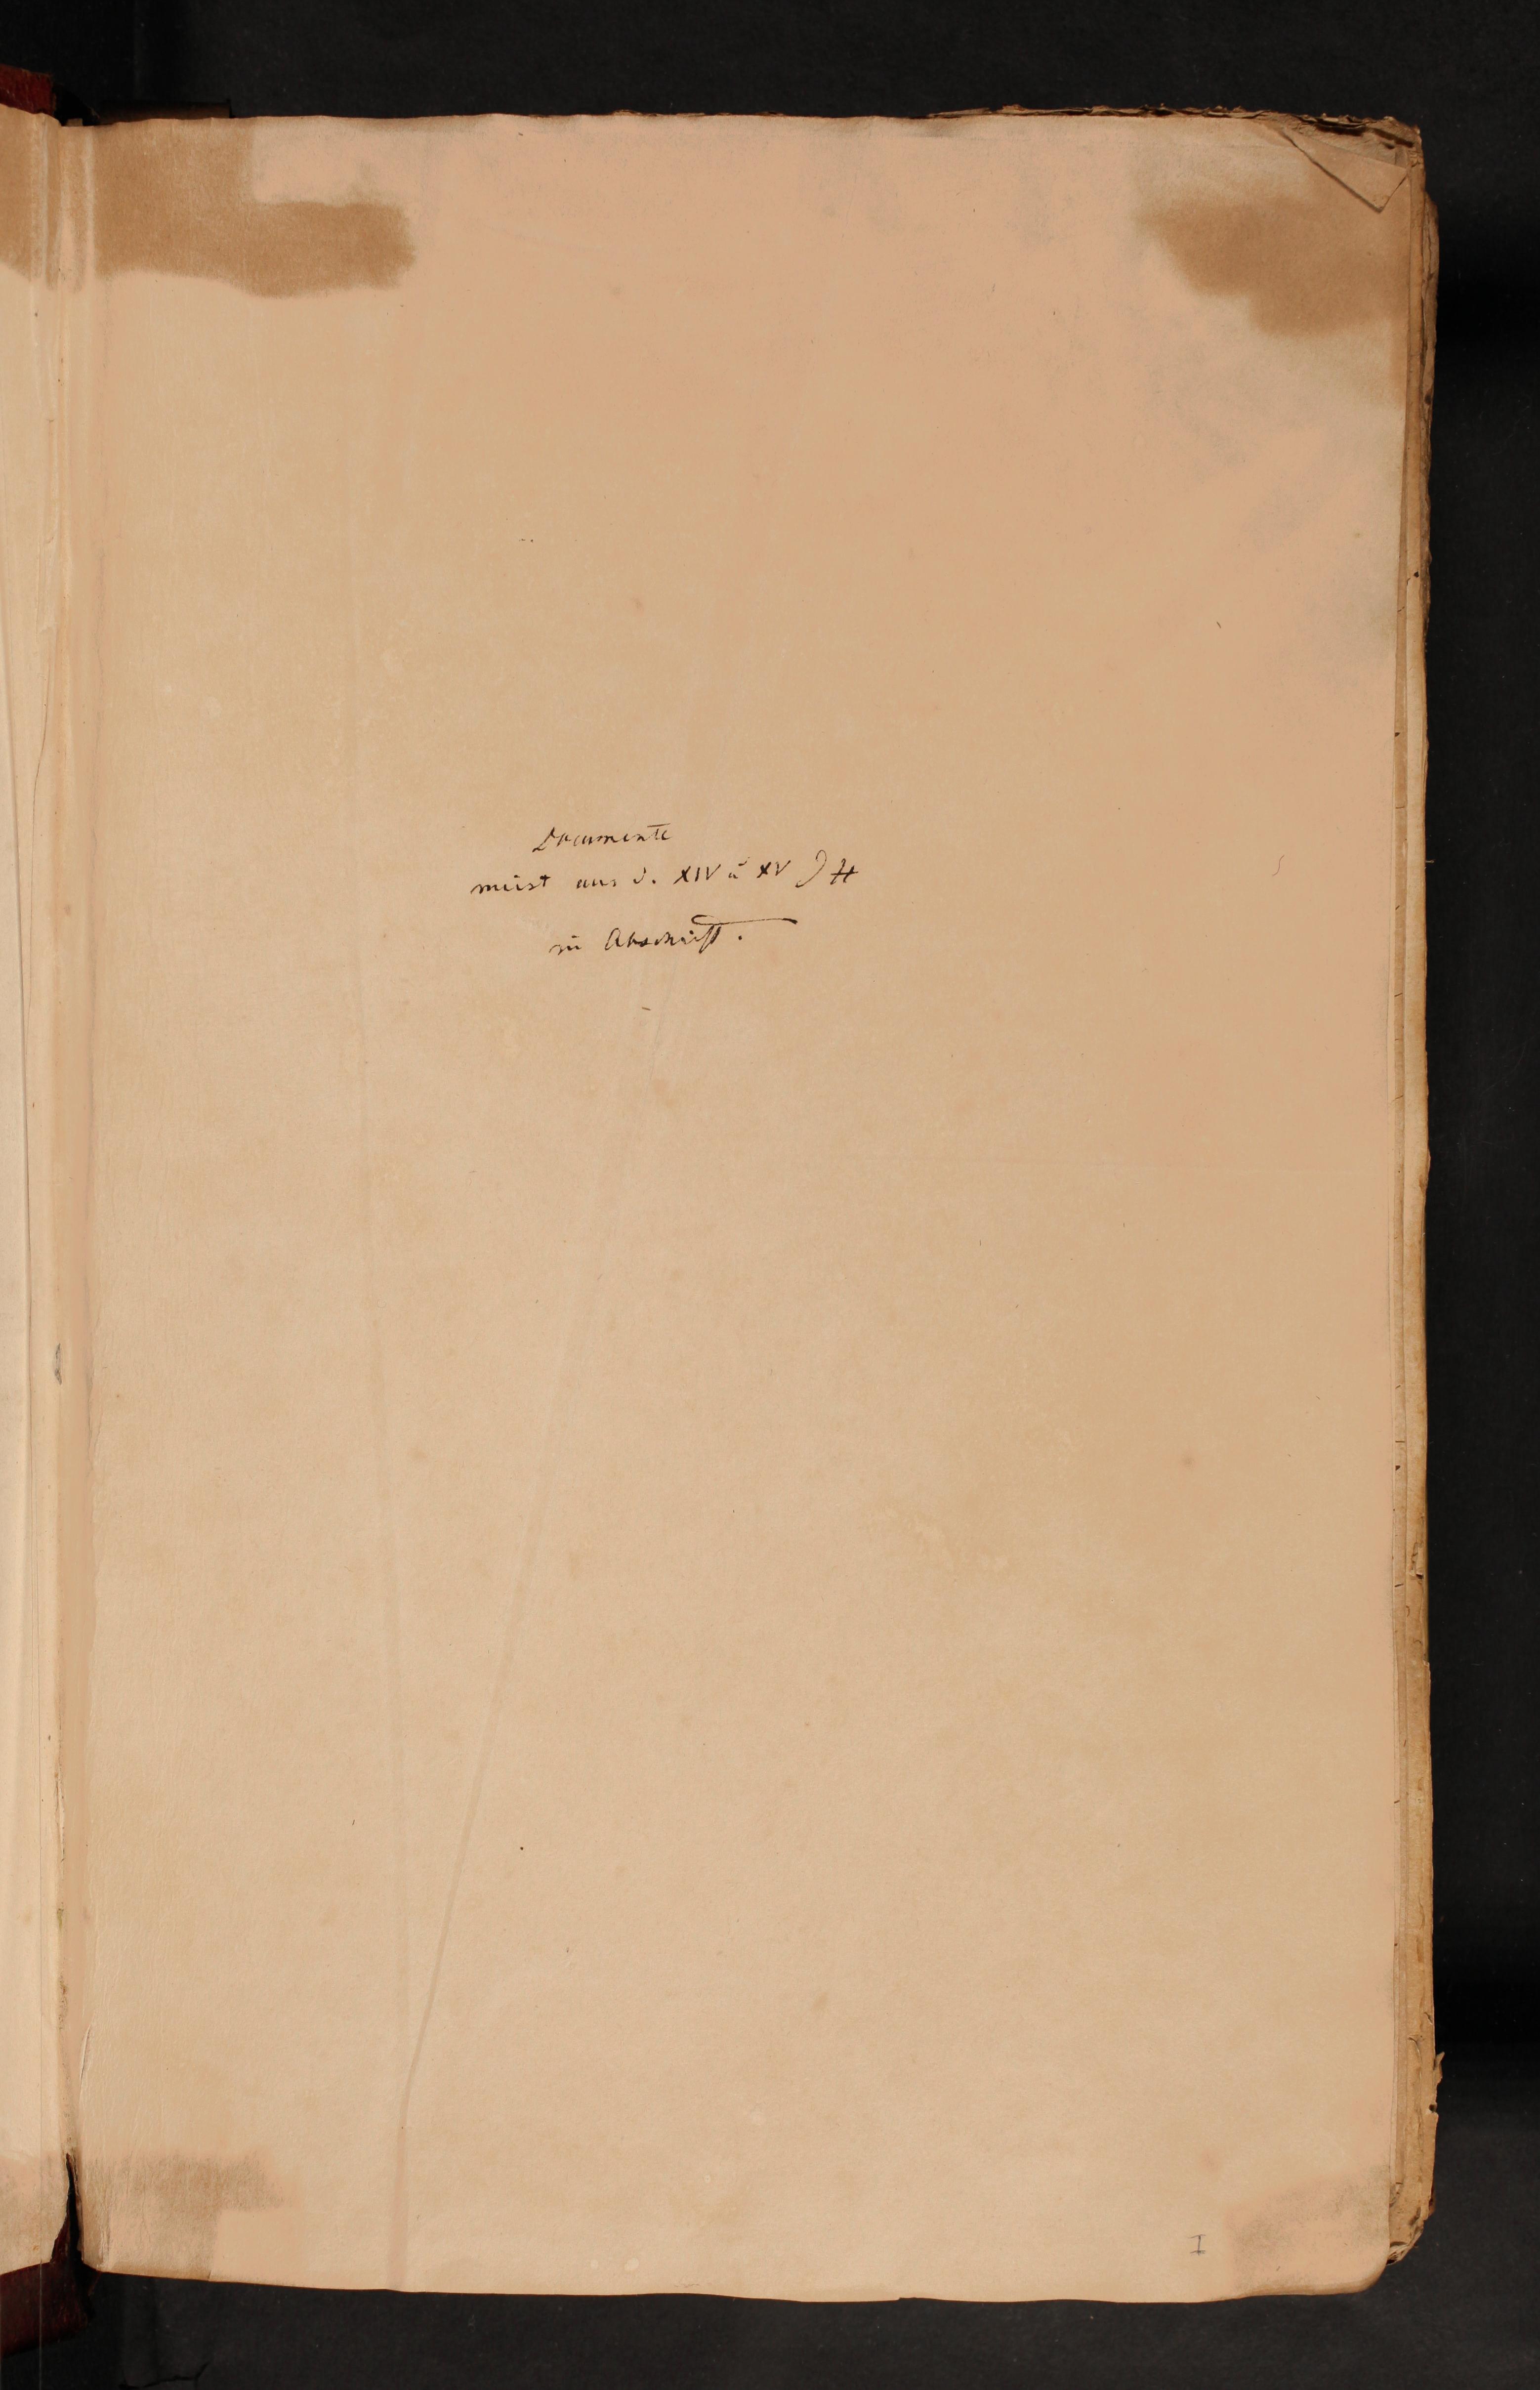 Documente
meist aus d. XIV u XV JH
in Abschrift.
I